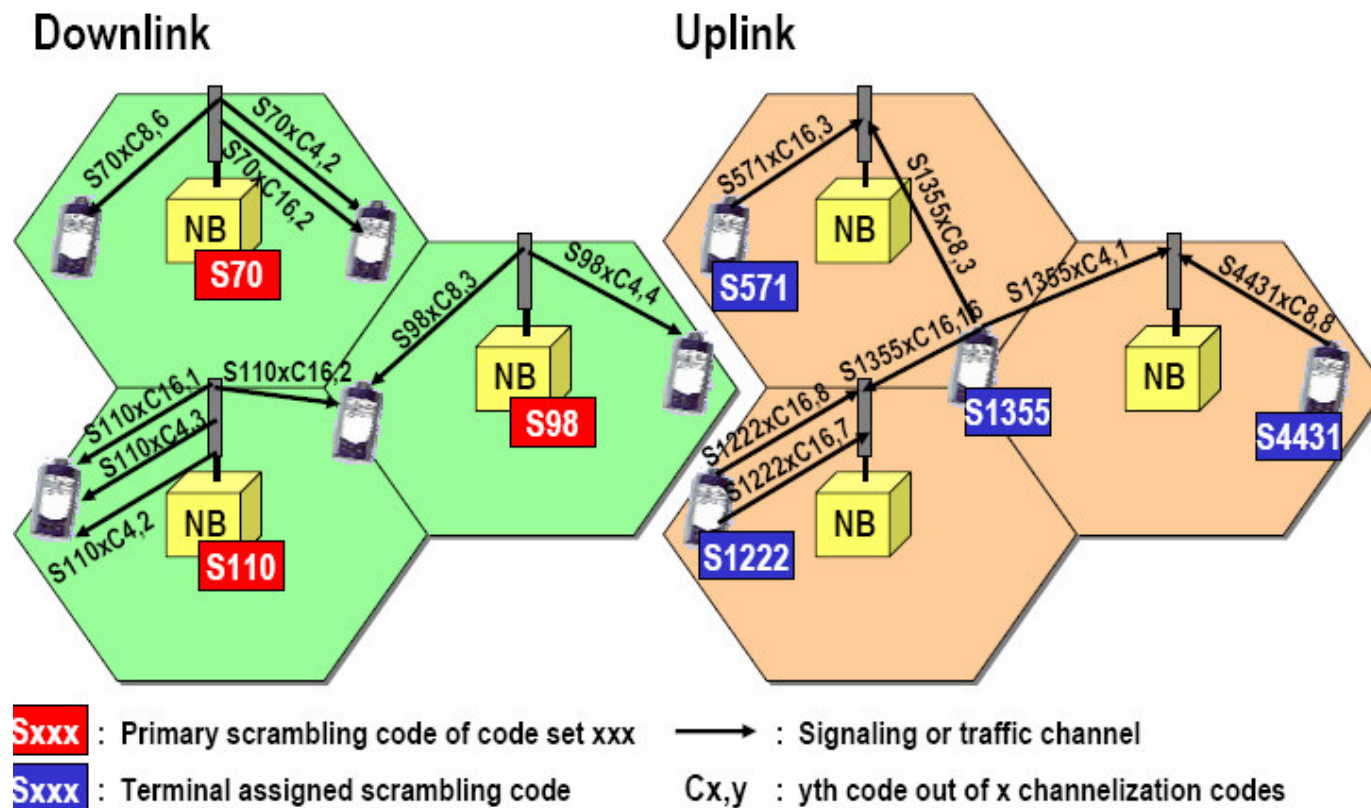 Downlink
S70xC8,6
S70xC4,2
S70xC16,2
NB
S70
S98xC8,3
S98xC4,4
NB
S98
S110xC16,2
S110xC16,1
S110xC4,3
S110xC4,2
NB
S110
Uplink
S571xC16,3
S1355xC8,3
NB
S571
S1355xC4,1
S4431xC8,8
S1355xC16,16
NB
S1355
S4431
S1222xC16,8
S1222xC16,7
NB
S1222
Sxxx : Primary scrambling code of code set xxx
: Signaling or traffic channel
Sxxx : Terminal assigned scrambling code
Cx,y : yth code out of x channelization codes